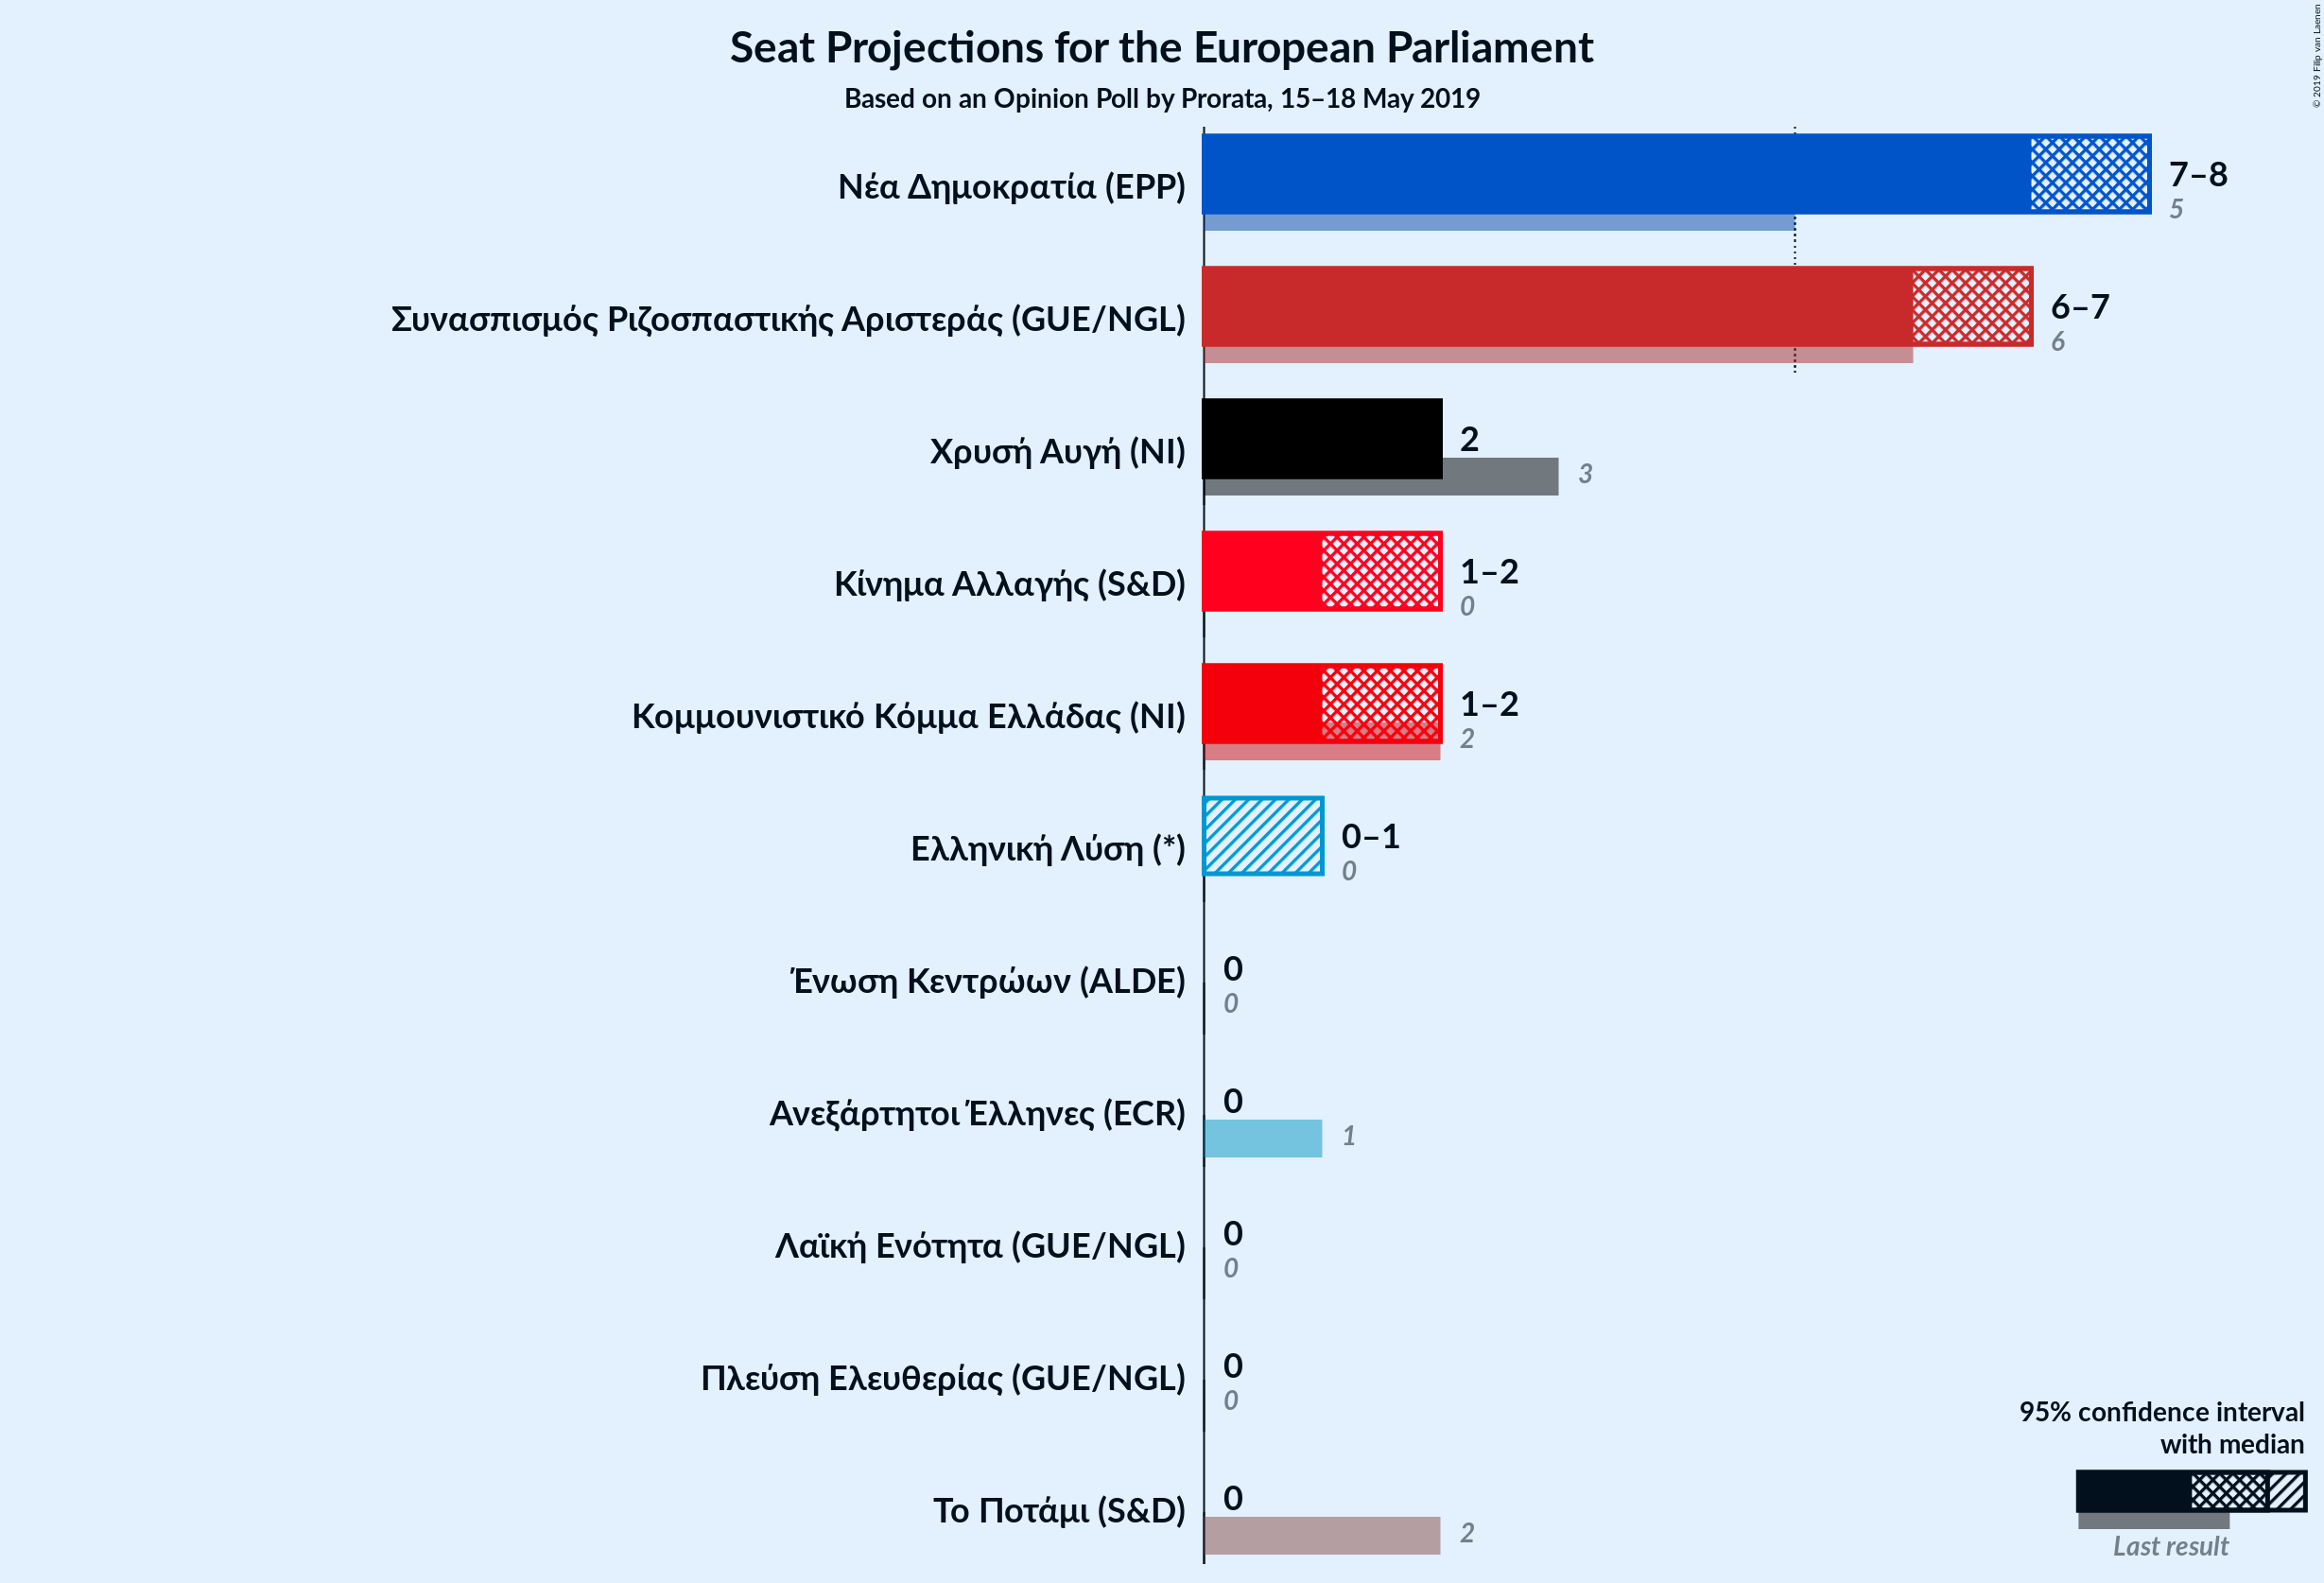 Seat Projections for the European Parliament
Based on an Opinion Poll by Prorata, 15–18 May 2019
© 2019 Filip van Laenen
Νέα Δημοκρατία (EPP)
7–8
5
Συνασπισμός Ριζοσπαστικής Αριστεράς (GUE/NGL)
6–7
6
Χρυσή Αυγή (NI)
2
3
Κίνημα Αλλαγής (S&D)
1–2
0
Κομμουνιστικό Κόμμα Ελλάδας (NI)
1–2
2
Ελληνική Λύση (*)
0–1
0
Ένωση Κεντρώων (ALDE)
0
0
Ανεξάρτητοι Έλληνες (ECR)
0
1
Λαϊκή Ενότητα (GUE/NGL)
0
0
Πλεύση Ελευθερίας (GUE/NGL)
0
0
Το Ποτάμι (S&D)
0
2
95% confidence interval
with median
Last result